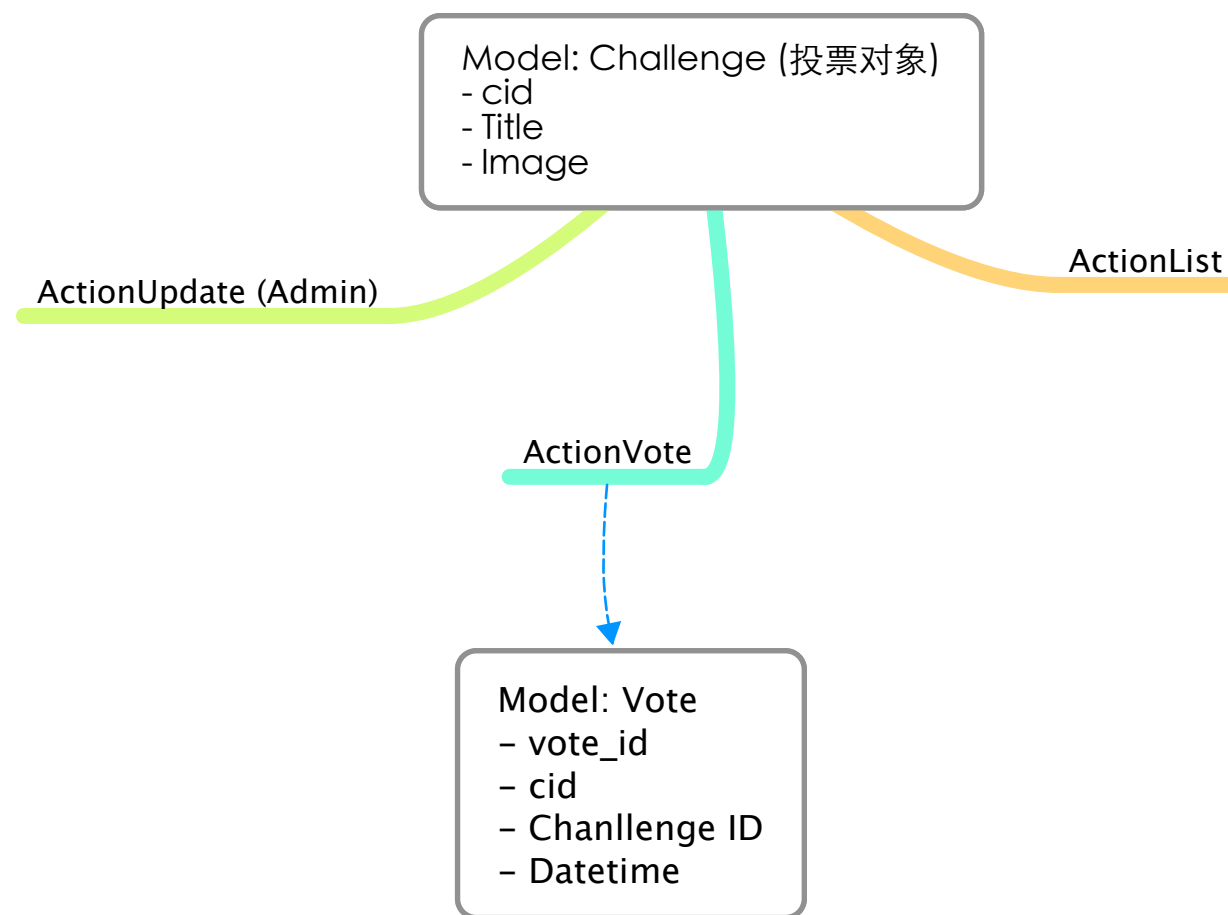 Model: Challenge (投票对象)
- cid
- Title
- Image
ActionList
ActionUpdate (Admin)
ActionVote
Model: Vote
– vote_id
– cid
– Chanllenge ID
– Datetime